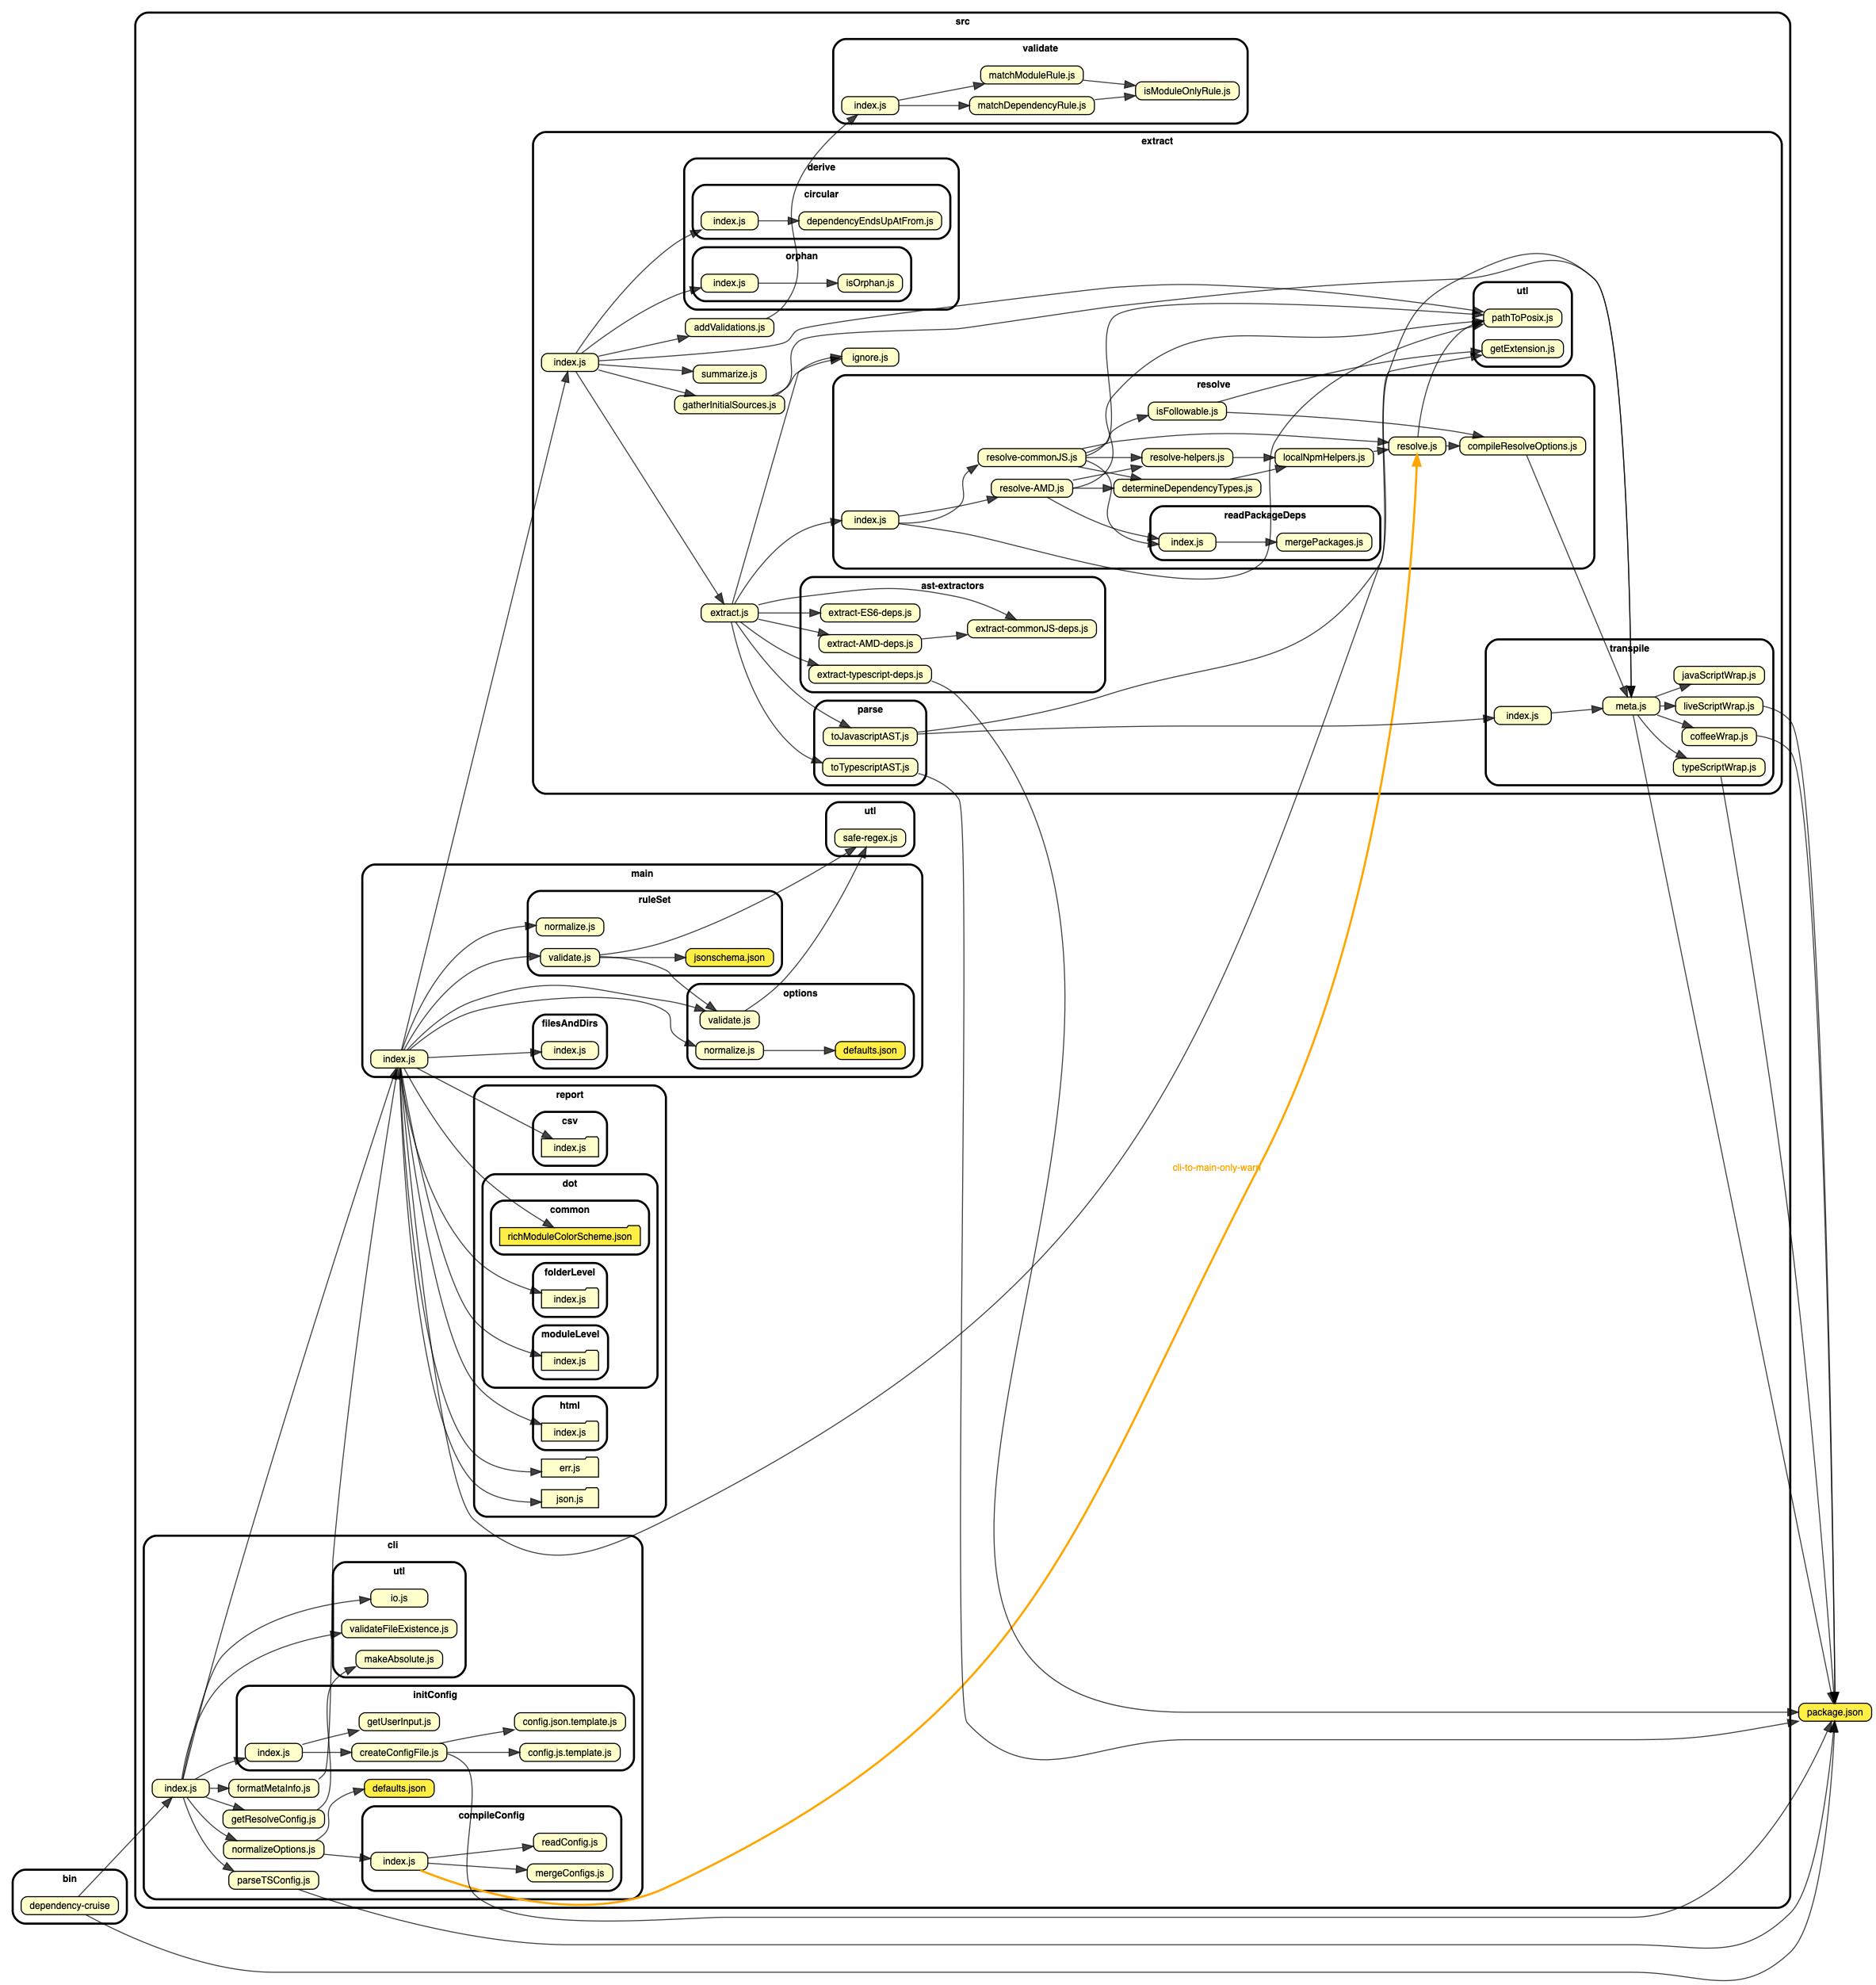 src
validate
matchModuleRule.js
isModuleOnlyRule.js
index.js
matchDependencyRule.js
extract
derive
circular
index.js
dependencyEndsUpAtFrom.js
orphan
index.js
isOrphan.js
utl
pathToPosix.js
getExtension.js
addValidations.js
index.js
ignore.js
summarize.js
gatherInitialSources.js
resolve
isFollowable.js
resolve-commonJS.js
resolve-helpers.js
localNpmHelpers.js
resolve.js
compileResolveOptions.js
resolve-AMD.js
determineDependencyTypes.js
index.js
readPackageDeps
index.js
mergePackages.js
extract.js
ast-extractors
extract-ES6-deps.js
extract-commonJS-deps.js
extract-AMD-deps.js
extract-typescript-deps.js
transpile
javaScriptWrap.js
meta.js
liveScriptWrap.js
index.js
coffeeWrap.js
typeScriptWrap.js
parse
toJavascriptAST.js
toTypescriptAST.js
utl
safe-regex.js
main
ruleSet
normalize.js
validate.js
jsonschema.json
options
validate.js
normalize.js
defaults.json
filesAndDirs
index.js
index.js
report
csv
index.js
dot
common
richModuleColorScheme.json
folderLevel
index.js
moduleLevel
index.js
html
index.js
err.js
json.js
cli-to-main-only-warn
cli
utl
io.js
validateFileExistence.js
makeAbsolute.js
initConfig
getUserInput.js
config.json.template.js
index.js
createConfigFile.js
config.js.template.js
index.js
formatMetaInfo.js
defaults.json
getResolveConfig.js
normalizeOptions.js
parseTSConfig.js
compileConfig
readConfig.js
index.js
mergeConfigs.js
package.json
bin
dependency-cruise